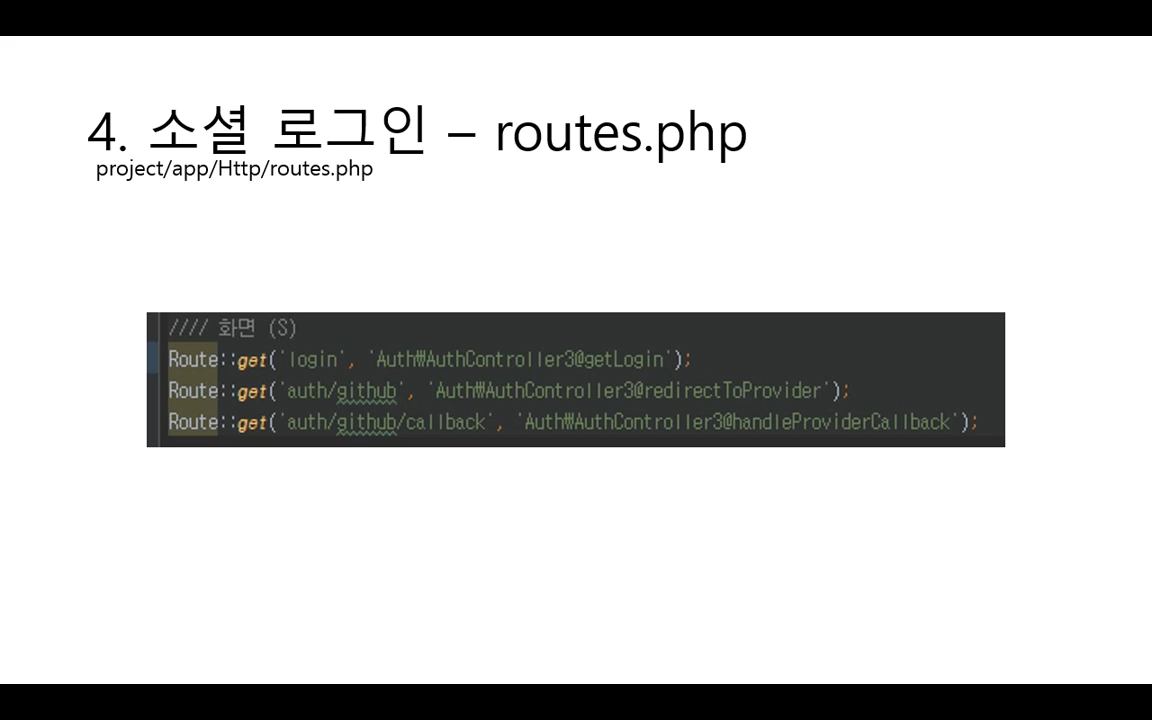 4. 소셜 로그인 – routes.php
project/app/Http/routes.php
//// 화면 (S)
Route::get('login', 'Auth₩AuthController3@getLogin');
Route::get('auth/github', 'Auth₩AuthController3@redirectToProvider');
Route::get('auth/github/callback', 'Auth₩AuthController3@handleProviderCallback');